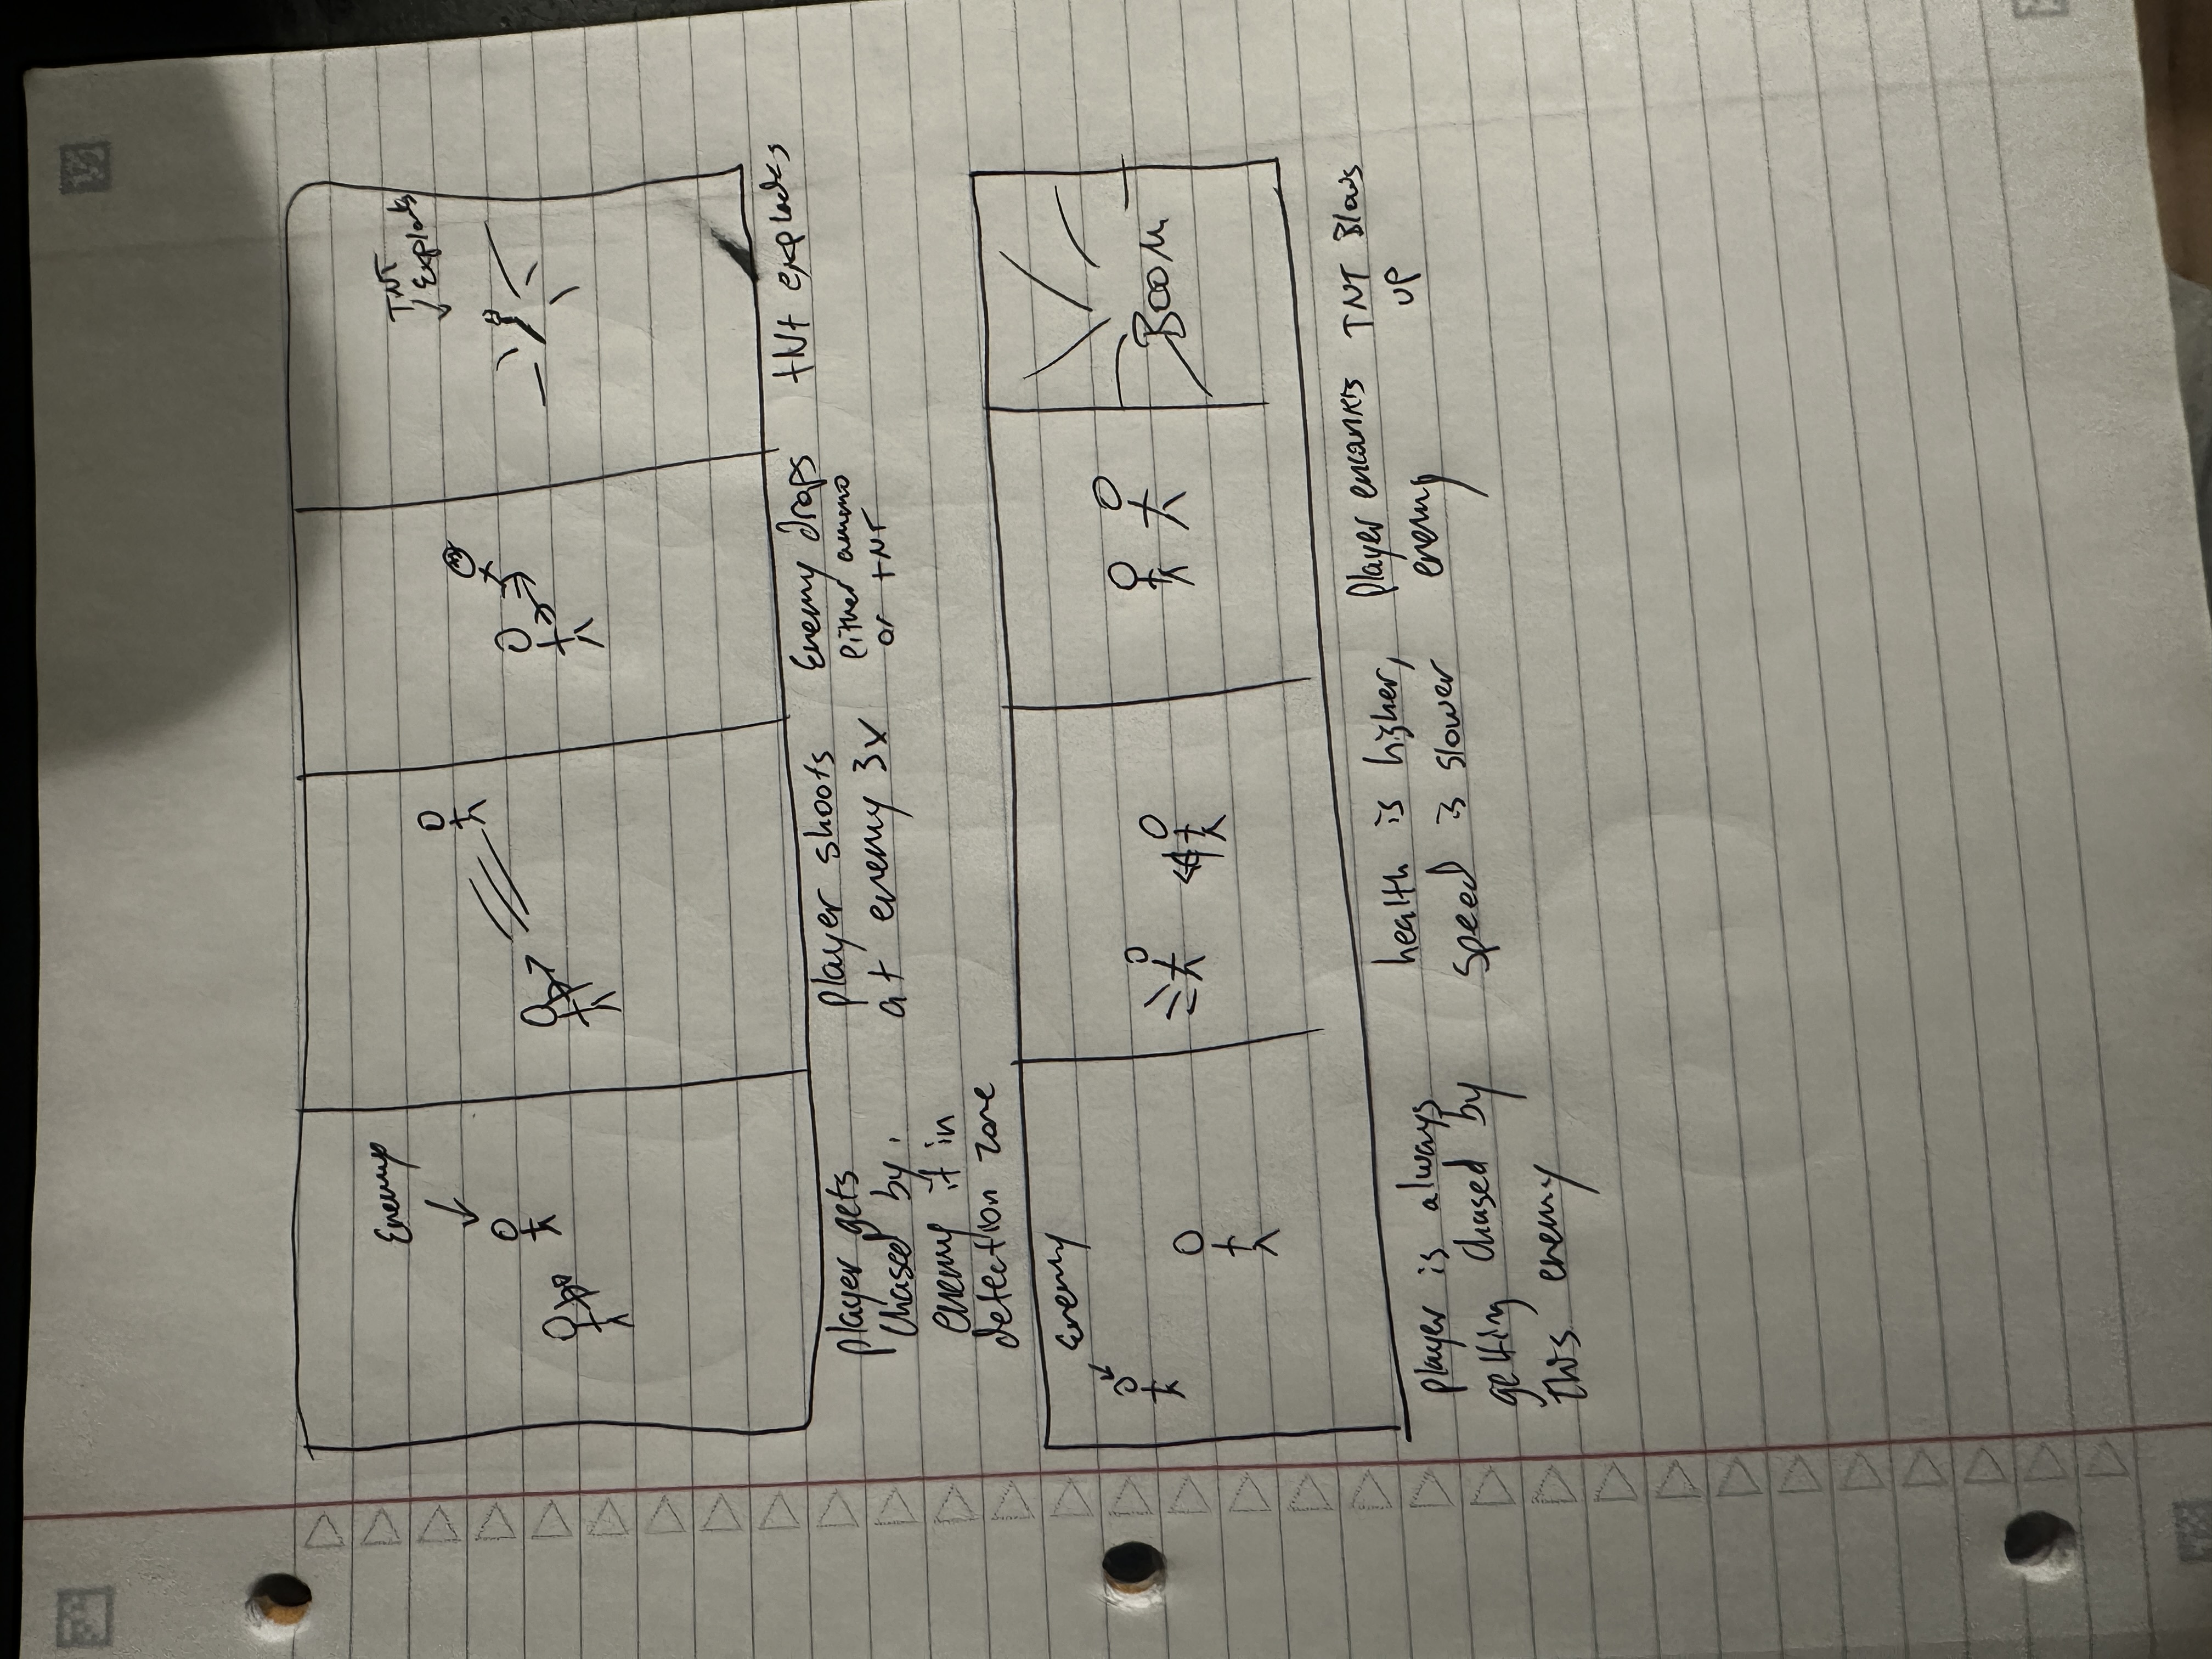 Enemy
TNT
Explodes
player gets
chased by
enemy if in
detection zone
player shoots
at enemy 3x
Enemy drops
either ammo
or tNT
tNt explodes
Enemy
BOOM
player is always
getting chased by
this enemy
health is higher,
speed is slower
Player encounters
enemy
TNT Blows
up